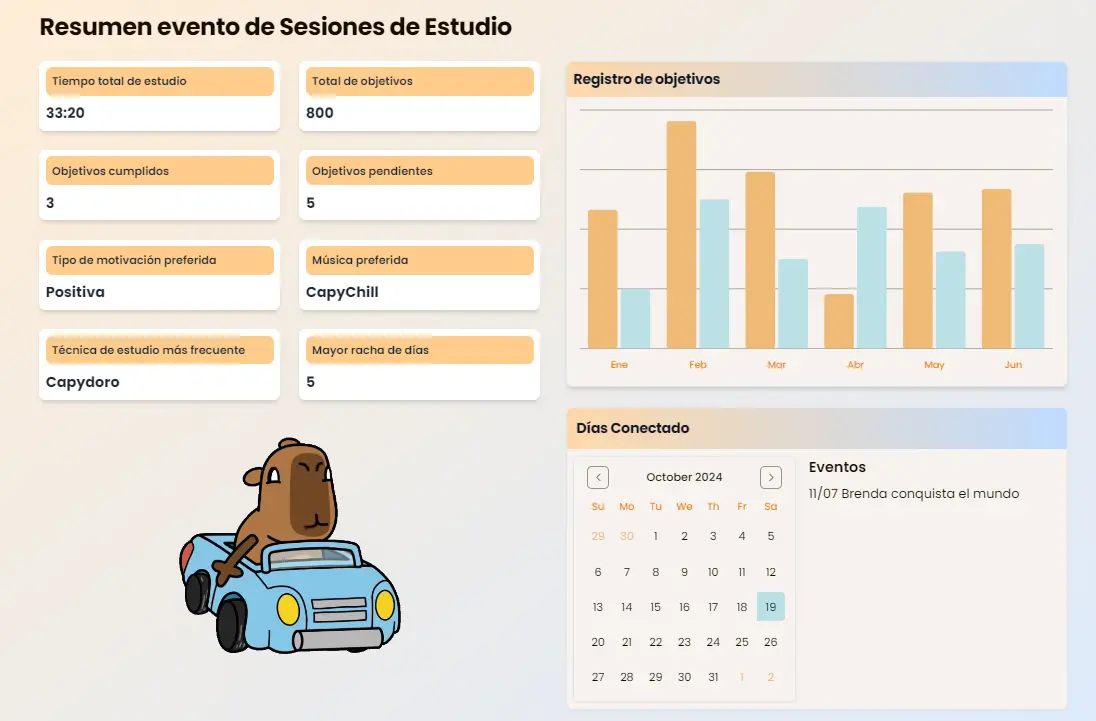 Resumen evento de Sesiones de Estudio
Tiempo total de estudio
33:20
Total de objetivos
800
Objetivos cumplidos
3
Objetivos pendientes
5
Tipo de motivación preferida
Positiva
Música preferida
CapyChill
Técnica de estudio más frecuente
Capydoro
Mayor racha de días
5
Registro de objetivos
Ene Feb Mar Abr May Jun
Días Conectado
October 2024
Su Mo Tu We Th Fr Sa
29 30 1 2 3 4 5
6 7 8 9 10 11 12
13 14 15 16 17 18 19
20 21 22 23 24 25 26
27 28 29 30 31 1 2
Eventos
11/07 Brenda conquista el mundo